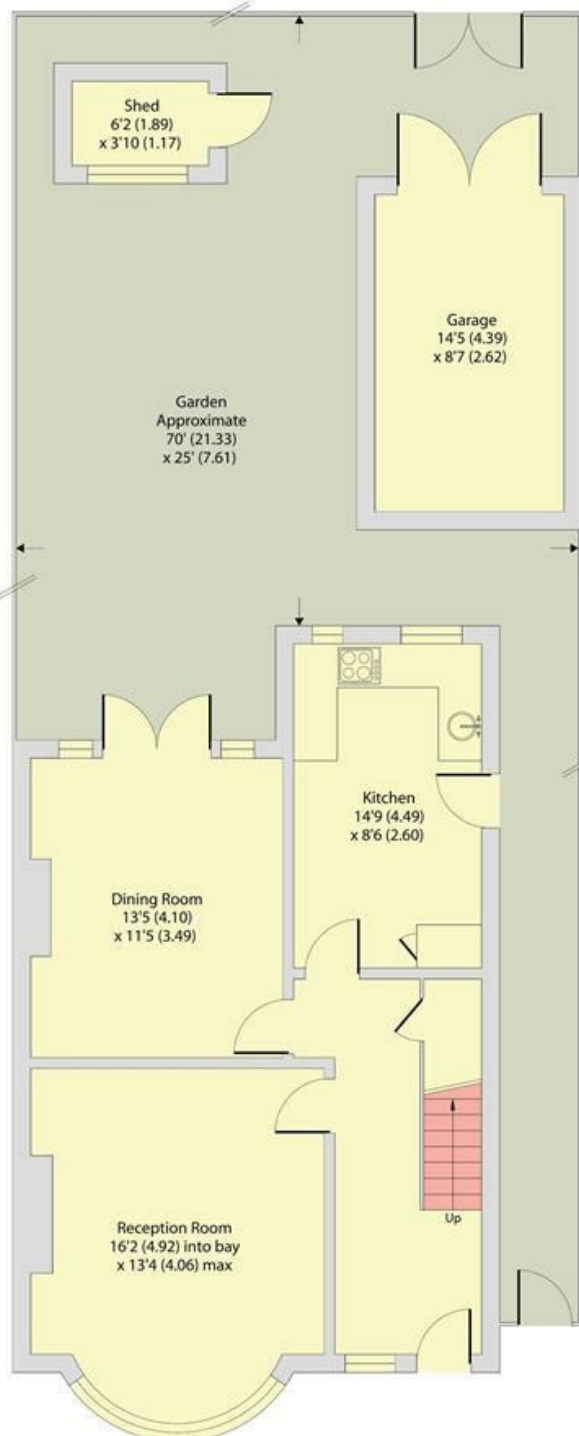 Shed
6'2 (1.89)
x 3'10 (1.17)
Garage
14'5 (4.39)
x 8'7 (2.62)
Garden
Approximate
70' (21.33)
x 25' (7.61)
Kitchen
14'9 (4.49)
x 8'6 (2.60)
Dining Room
13'5 (4.10)
x 11'5 (3.49)
Reception Room
16'2 (4.92) into bay
x 13'4 (4.06) max
Up